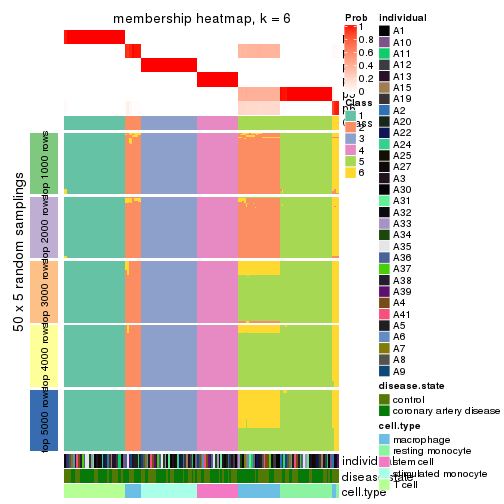 membership heatmap, k = 6
50 x 5 random samplings
top 1000 rows
top 2000 rows
top 3000 rows
top 4000 rows
top 5000 rows
individual
disease.state
cell.type
Prob
1
0.8
0.6
0.4
0.2
0
Class
1
2
3
4
5
6
individual
A1
A10
A11
A12
A13
A15
A19
A2
A20
A22
A24
A25
A27
A3
A30
A31
A32
A33
A34
A35
A36
A37
A38
A39
A4
A41
A5
A6
A7
A8
A9
disease.state
control
coronary artery disease
cell.type
macrophage
resting monocyte
stem cell
stimulated monocyte
T cell